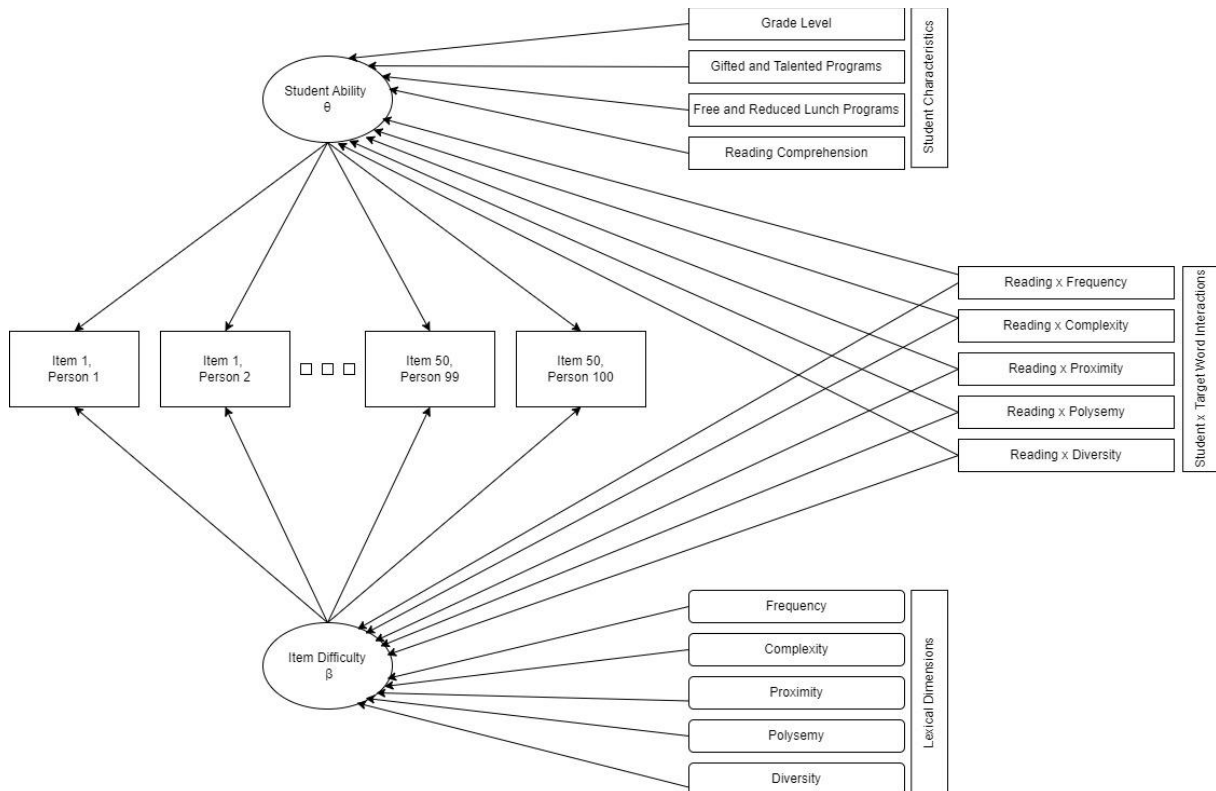 Grade Level
Gifted and Talented Programs
Free and Reduced Lunch Programs
Reading Comprehension
Student Characteristics
Student Ability
θ
Item 1,
Person 1
Item 1,
Person 2
Item 50,
Person 99
Item 50,
Person 100
Reading x Frequency
Reading x Complexity
Reading x Proximity
Reading x Polysemy
Reading x Diversity
Student x Target Word Interactions
Item Difficulty
β
Frequency
Complexity
Proximity
Polysemy
Diversity
Lexical Dimensions